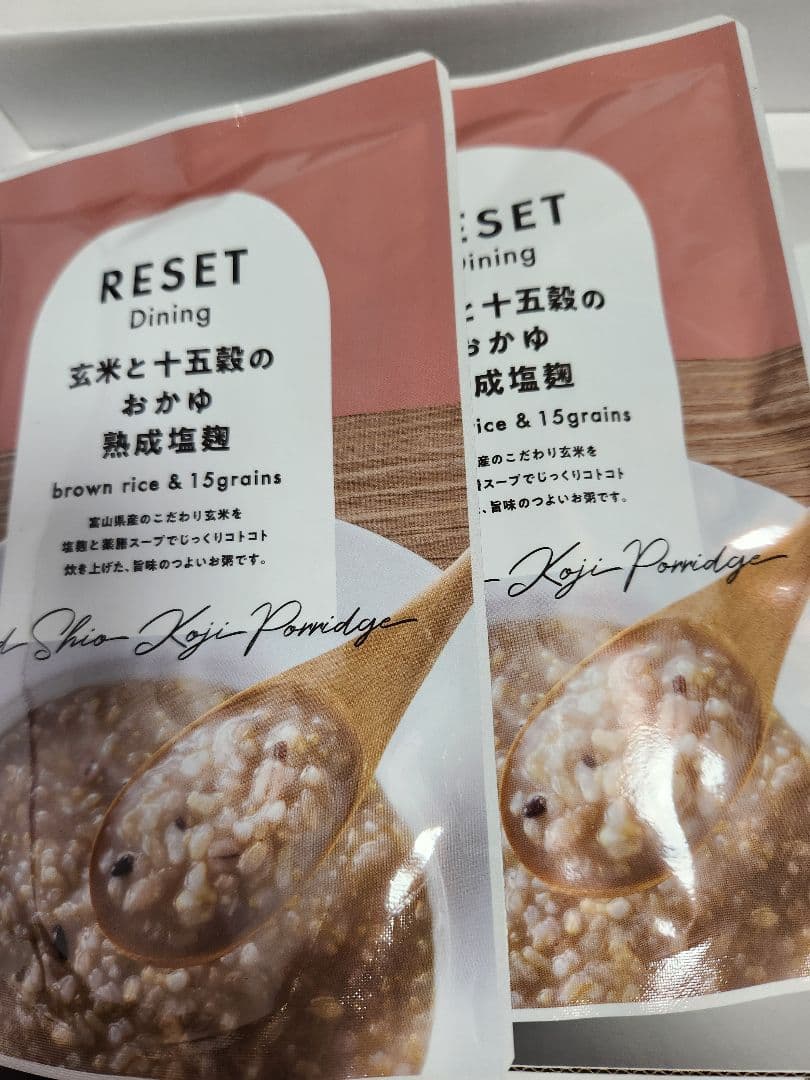 RESET
Dining
玄米と十五穀の
おかゆ
熟成塩麹
brown rice & 15grains
富山県産のこだわり玄米を
塩麹と薬膳スープでじっくりコトコト
炊き上げた、旨味のつよいお粥です。
Shio Koji Porridge
SET
ining
と十五穀の
おかゆ
成塩麹
ice & 15grains
産のこだわり玄米を
スープでじっくりコトコト
、旨味のつよいお粥です。
Koji Porridge